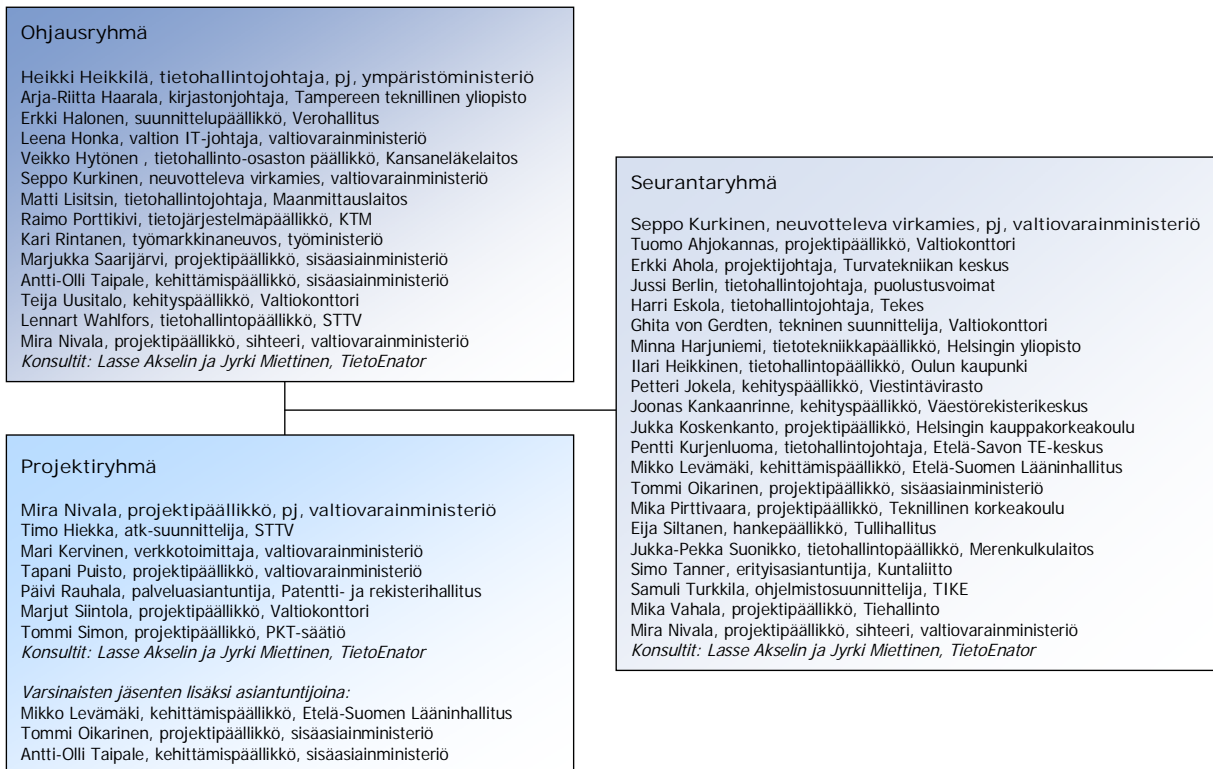 Ohjausryhmä
Heikki Heikkilä, tietohallintojohtaja, pj, ympäristöministeriö
Arja-Riitta Haarala, kirjastonjohtaja, Tampereen teknillinen yliopisto
Erkki Halonen, suunnittelupäällikkö, Verohallitus
Leena Honka, valtion IT-johtaja, valtiovarainministeriö
Veikko Hytönen , tietohallinto-osaston päällikkö, Kansaneläkelaitos
Seppo Kurkinen, neuvotteleva virkamies, valtiovarainministeriö
Matti Lisitsin, tietohallintojohtaja, Maanmittauslaitos
Raimo Porttikivi, tietojärjestelmäpäällikkö, KTM
Kari Rintanen, työmarkkinaneuvos, työministeriö
Marjukka Saarijärvi, projektipäällikkö, sisäasiainministeriö
Antti-Olli Taipale, kehittämispäällikkö, sisäasiainministeriö
Teija Uusitalo, kehityspäällikkö, Valtiokonttori
Lennart Wahlfors, tietohallintopäällikkö, STTV
Mira Nivala, projektipäällikkö, sihteeri, valtiovarainministeriö
Konsultit: Lasse Akselin ja Jyrki Miettinen, TietoEnator
Projektiryhmä
Mira Nivala, projektipäällikkö, pj, valtiovarainministeriö
Timo Hiekka, atk-suunnittelija, STTV
Mari Kervinen, verkkotoimittaja, valtiovarainministeriö
Tapani Puisto, projektipäällikkö, valtiovarainministeriö
Päivi Rauhala, palveluasiantuntija, Patentti- ja rekisterihallitus
Marjut Siintola, projektipäällikkö, Valtiokonttori
Tommi Simon, projektipäällikkö, PKT-säätiö
Konsultit: Lasse Akselin ja Jyrki Miettinen, TietoEnator
Varsinaisten jäsenten lisäksi asiantuntijoina:
Mikko Levämäki, kehittämispäällikkö, Etelä-Suomen Lääninhallitus
Tommi Oikarinen, projektipäällikkö, sisäasiainministeriö
Antti-Olli Taipale, kehittämispäällikkö, sisäasiainministeriö
Seurantaryhmä
Seppo Kurkinen, neuvotteleva virkamies, pj, valtiovarainministeriö
Tuomo Ahjokannas, projektipäällikkö, Valtiokonttori
Erkki Ahola, projektijohtaja, Turvatekniikan keskus
Jussi Berlin, tietohallintojohtaja, puolustusvoimat
Harri Eskola, tietohallintojohtaja, Tekes
Ghita von Gerdten, tekninen suunnittelija, Valtiokonttori
Minna Harjuniemi, tietotekniikkapäällikkö, Helsingin yliopisto
Ilari Heikkinen, tietohallintopäällikkö, Oulun kaupunki
Petteri Jokela, kehityspäällikkö, Viestintävirasto
Joonas Kankaanrinne, kehityspäällikkö, Väestörekisterikeskus
Jukka Koskenkanto, projektipäällikkö, Helsingin kauppakorkeakoulu
Pentti Kurjenluoma, tietohallintojohtaja, Etelä-Savon TE-keskus
Mikko Levämäki, kehittämispäällikkö, Etelä-Suomen Lääninhallitus
Tommi Oikarinen, projektipäällikkö, sisäasiainministeriö
Mika Pirttivaara, projektipäällikkö, Teknillinen korkeakoulu
Eija Siltanen, hankepäällikkö, Tullihallitus
Jukka-Pekka Suonikko, tietohallintopäällikkö, Merenkulkulaitos
Simo Tanner, erityisasiantuntija, Kuntaliitto
Samuli Turkkila, ohjelmistosuunnittelija, TIKE
Mika Vahala, projektipäällikkö, Tiehallinto
Mira Nivala, projektipäällikkö, sihteeri, valtiovarainministeriö
Konsultit: Lasse Akselin ja Jyrki Miettinen, TietoEnator